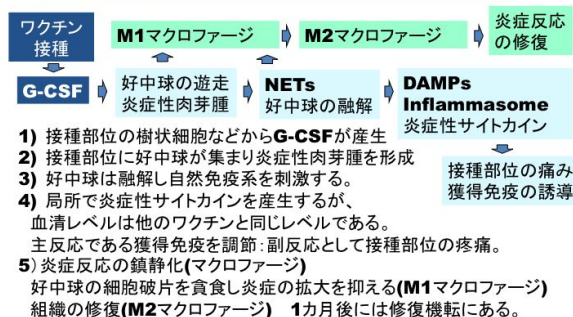 ワクチン
接種
M1マクロファージ
M2マクロファージ
炎症反応
の修復
G-CSF
好中球の遊走
炎症性肉芽腫
NETs
好中球の融解
DAMPs
Inflammasome
炎症性サイトカイン
接種部位の痛み
獲得免疫の誘導
1) 接種部位の樹状細胞などからG-CSFが産生
2) 接種部位に好中球が集まり炎症性肉芽腫を形成
3) 好中球は融解し自然免疫系を刺激する。
4) 局所で炎症性サイトカインを産生するが、
血清レベルは他のワクチンと同じレベルである。
主反応である獲得免疫を調節:副反応として接種部位の疼痛。
5)炎症反応の鎮静化(マクロファージ)
好中球の細胞破片を貪食し炎症の拡大を抑える(M1マクロファージ)
組織の修復(M2マクロファージ) 1カ月後には修復機転にある。